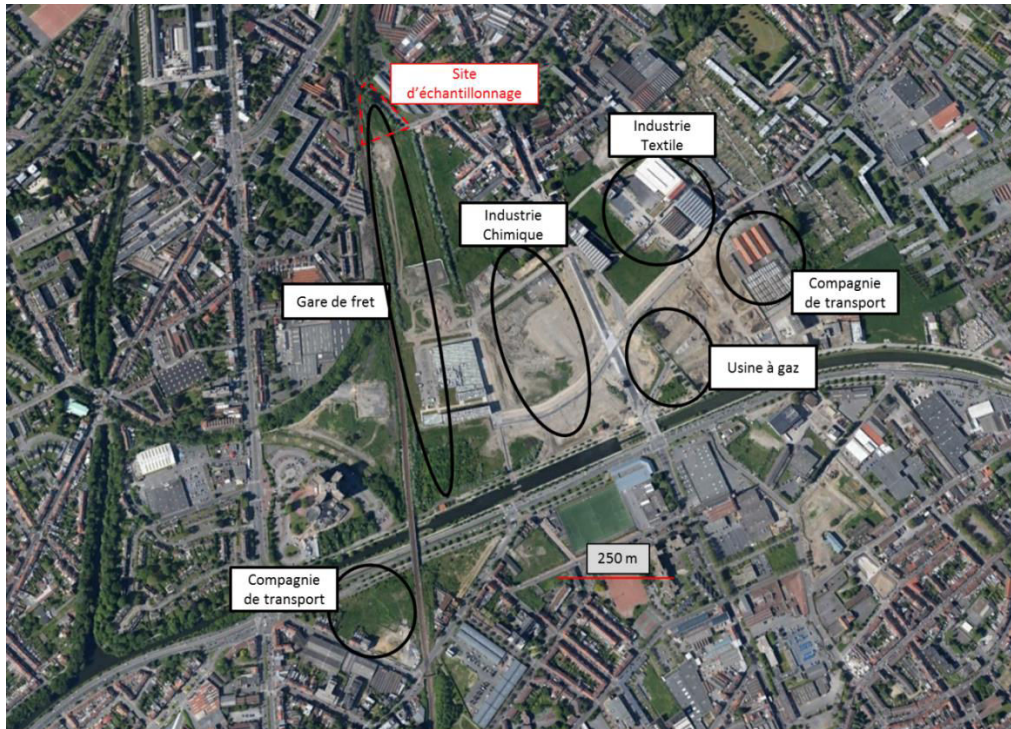 Site
d'échantillonnage
Industrie
Textile
Industrie
Chimique
Gare de fret
Compagnie
de transport
Usine à gaz
250 m
Compagnie
de transport